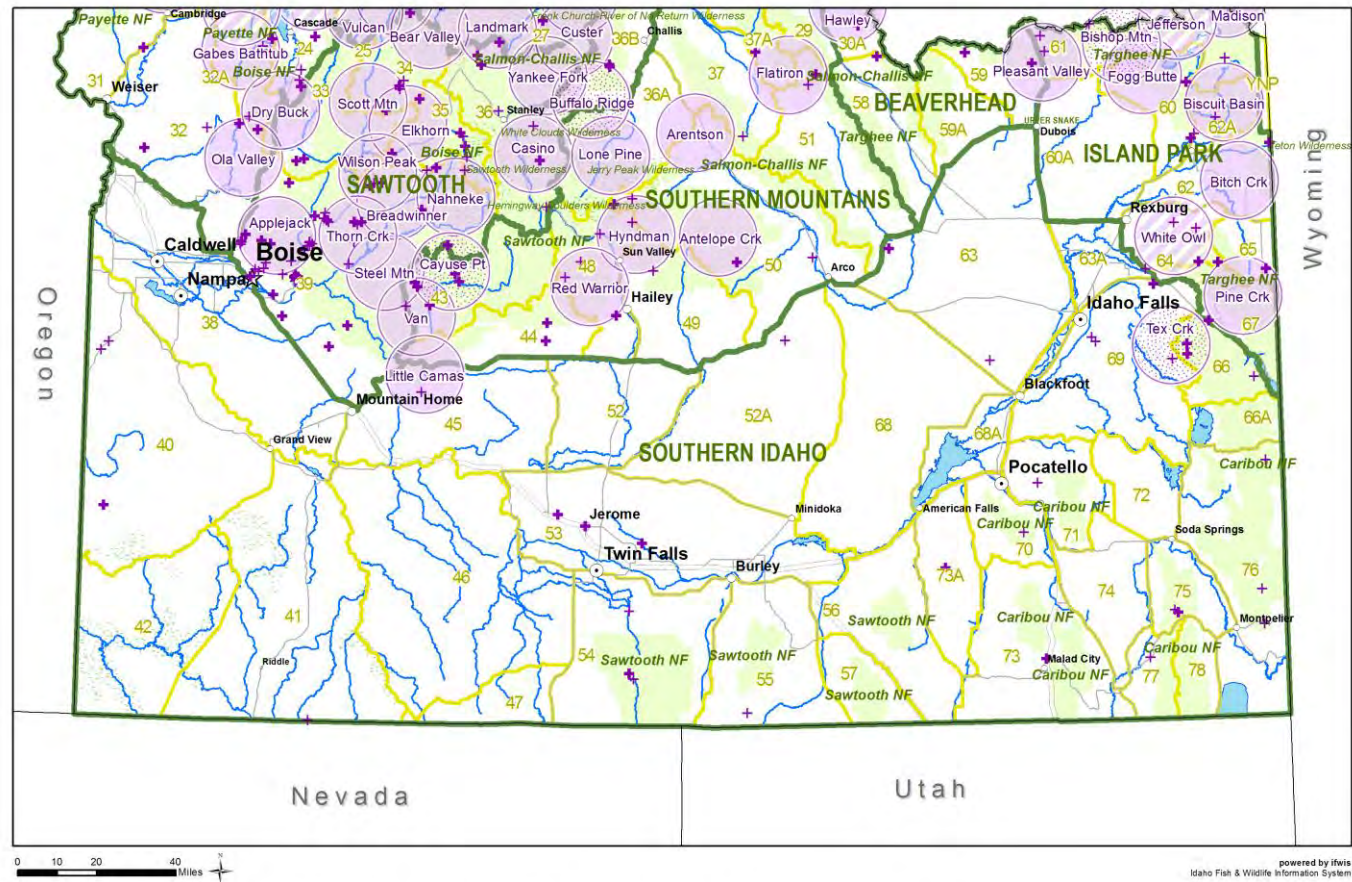 Cambridge
Payette NF
Cascade
Vulcan
Bear Valley
Landmark
Frank Church-River of No Return Wilderness
27
Custer
36B
Challis
Hawley
Jefferson
Madison
24
25
Gabes Bathtub
32A
Boise NF
34
Salmon-Challis NF
Yankee Fork
37A
29
30A
37
Flatiron
Salmon-Challis NF
59
61
Pleasant Valley
Bishop Mtn
Targhee NF
Fogg Butte
60
YNP
31
Weiser
33
Dry Buck
Scott Mtn
35
36
Stanley
Buffalo Ridge
36A
58
BEAVERHEAD
59A
Biscuit Basin
62A
32
Elkhorn
Boise NF
White Clouds Wilderness
Casino
Lone Pine
Arentson
51
Targhee NF
UPPER SNAKE
Dubois
60A
ISLAND PARK
Teton Wilderness
Ola Valley
Wilson Peak
SAWTOOTH
Nahneke
Sawtooth Wilderness
Jerry Peak Wilderness
Salmon-Challis NF
Bitch Crk
62
Hemingway-Boulders Wilderness
SOUTHERN MOUNTAINS
Rexburg
Applejack
Breadwinner
Thorn Crk
Sawtooth NF
Hyndman
Sun Valley
Antelope Crk
White Owl
65
Caldwell
Boise
Nampa
39
Steel Mtn
Cayuse Pt
43
48
Red Warrior
50
Arco
63
63A
64
Targhee NF
Pine Crk
67
38
Van
Hailey
49
Idaho Falls
Tex Crk
44
69
66
Little Camas
Mountain Home
Blackfoot
66A
40
Grand View
45
52
52A
68
68A
SOUTHERN IDAHO
Caribou NF
Pocatello
72
Minidoka
American Falls
Caribou NF
Caribou NF
71
70
Soda Springs
53
Jerome
Twin Falls
Burley
46
73A
74
75
76
56
Sawtooth NF
Caribou NF
Montpelier
42
41
Riddle
54
Sawtooth NF
Sawtooth NF
55
57
Sawtooth NF
73
Malad City
Caribou NF
Caribou NF
77
78
47
Oregon
Wyoming
Nevada
Utah
0 10 20 40
Miles
N
powered by ifwis
Idaho Fish & Wildlife Information System